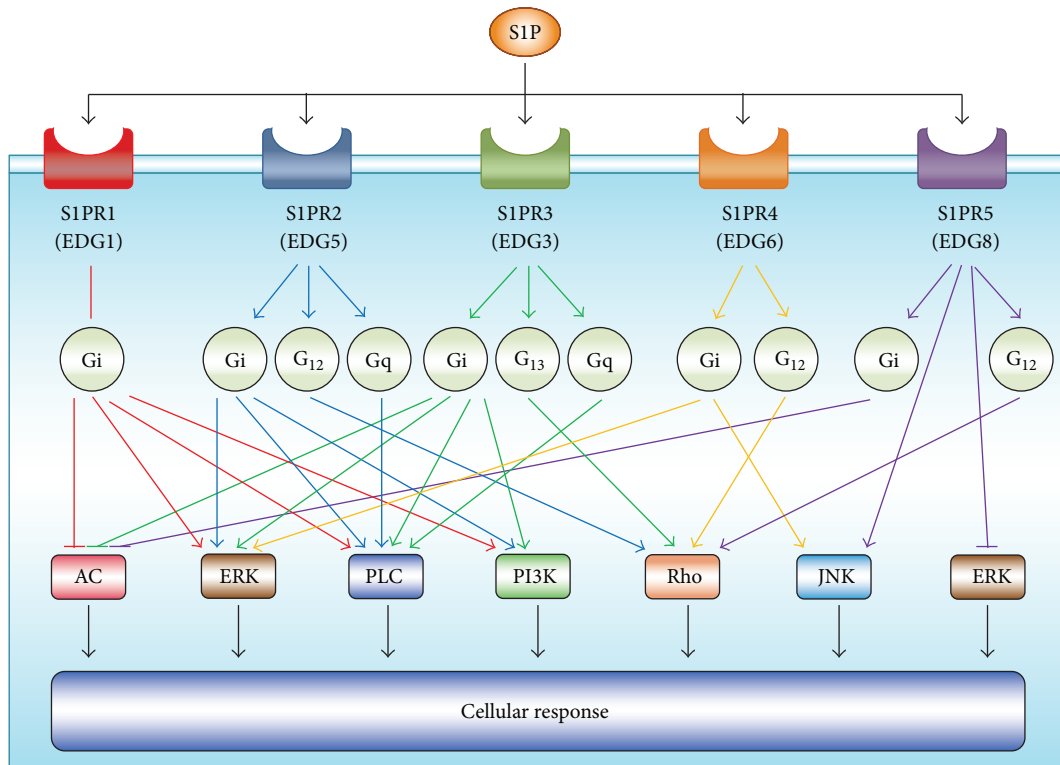 S1P
S1PR1
(EDG1)
S1PR2
(EDG5)
S1PR3
(EDG3)
S1PR4
(EDG6)
S1PR5
(EDG8)
Gi
Gi
G₁₂
Gq
Gi
G₁₃
Gq
Gi
G₁₂
Gi
G₁₂
AC
ERK
PLC
PI3K
Rho
JNK
ERK
Cellular response